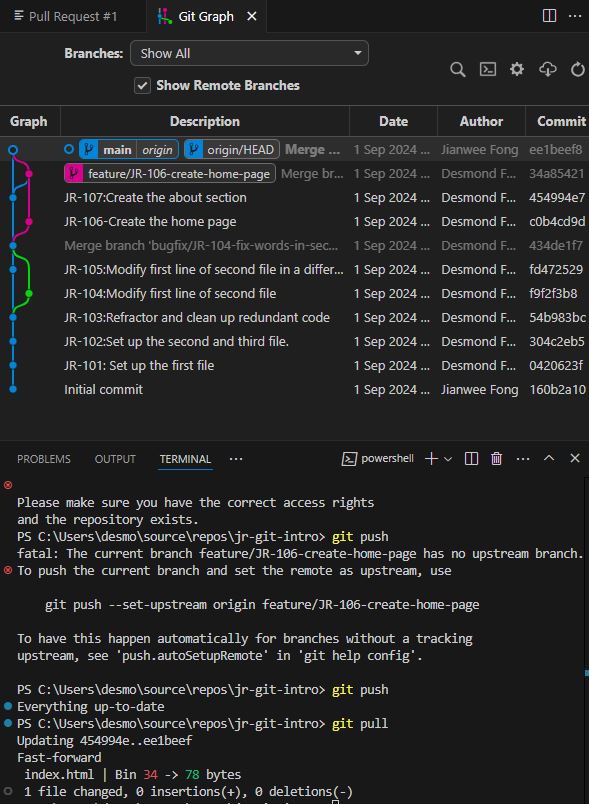 Pull Request #1
Git Graph
Branches: Show All
Show Remote Branches
Graph Description Date Author Commit
main origin origin/HEAD Merge ... 1 Sep 2024 ... Jianwee Fong ee1beef8
feature/JR-106-create-home-page Merge br... 1 Sep 2024 ... Desmond F... 34a85421
JR-107:Create the about section 1 Sep 2024 ... Desmond F... 454994e7
JR-106-Create the home page 1 Sep 2024 ... Desmond F... c0b4cd9d
Merge branch 'bugfix/JR-104-fix-words-in-sec... 1 Sep 2024 ... Desmond F... 434de1f7
JR-105:Modify first line of second file in a differ... 1 Sep 2024 ... Desmond F... fd472529
JR-104:Modify first line of second file 1 Sep 2024 ... Desmond F... f9f2f3b8
JR-103:Refractor and clean up redundant code 1 Sep 2024 ... Desmond F... 54b983bc
JR-102:Set up the second and third file. 1 Sep 2024 ... Desmond F... 304c2eb5
JR-101: Set up the first file 1 Sep 2024 ... Desmond F... 0420623f
Initial commit 1 Sep 2024 ... Jianwee Fong 160b2a10
PROBLEMS OUTPUT TERMINAL ... powershell
Please make sure you have the correct access rights
and the repository exists.
PS C:\Users\desmo\source\repos\jr-git-intro> git push
fatal: The current branch feature/JR-106-create-home-page has no upstream branch.
To push the current branch and set the remote as upstream, use
git push --set-upstream origin feature/JR-106-create-home-page
To have this happen automatically for branches without a tracking
upstream, see 'push.autoSetupRemote' in 'git help config'.
PS C:\Users\desmo\source\repos\jr-git-intro> git push
Everything up-to-date
PS C:\Users\desmo\source\repos\jr-git-intro> git pull
Updating 454994e..ee1beef
Fast-forward
index.html | Bin 34 -> 78 bytes
1 file changed, 0 insertions(+), 0 deletions(-)